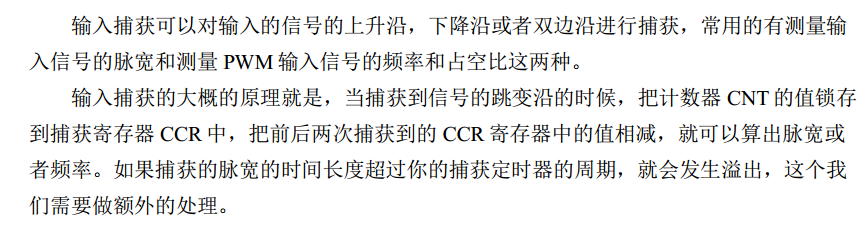 输入捕获可以对输入的信号的上升沿，下降沿或者双边沿进行捕获，常用的有测量输
入信号的脉宽和测量 PWM 输入信号的频率和占空比这两种。
输入捕获的大概的原理就是，当捕获到信号的跳变沿的时候，把计数器 CNT 的值锁存
到捕获寄存器 CCR 中，把前后两次捕获到的 CCR 寄存器中的值相减，就可以算出脉宽或
者频率。如果捕获的脉宽的时间长度超过你的捕获定时器的周期，就会发生溢出，这个我
们需要做额外的处理。